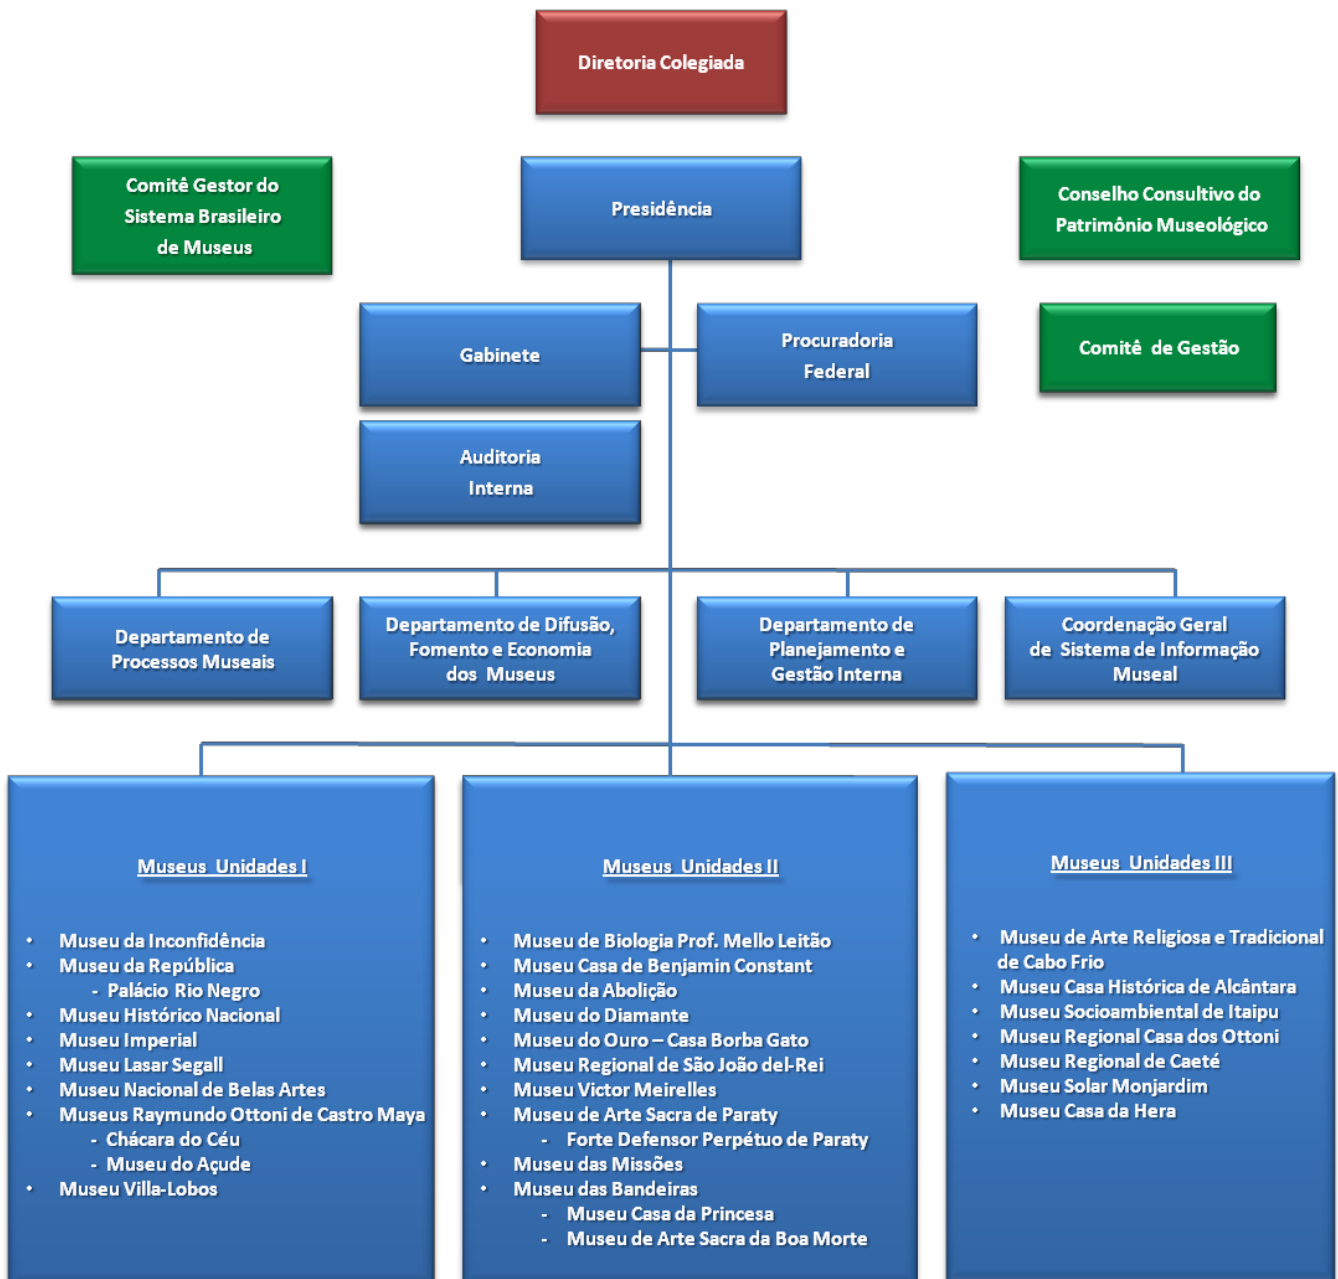 Diretoria Colegiada
Comitê Gestor do
Sistema Brasileiro
de Museus
Presidência
Conselho Consultivo do
Patrimônio Museológico
Gabinete
Procuradoria
Federal
Comitê de Gestão
Auditoria
Interna
Departamento de
Processos Museais
Departamento de Difusão,
Fomento e Economia
dos Museus
Departamento de
Planejamento e
Gestão Interna
Coordenação Geral
de Sistema de Informação
Museal
Museus Unidades I
• Museu da Inconfidência
• Museu da República
- Palácio Rio Negro
• Museu Histórico Nacional
• Museu Imperial
• Museu Lasar Segall
• Museu Nacional de Belas Artes
• Museus Raymundo Ottoni de Castro Maya
- Chácara do Céu
- Museu do Açude
• Museu Villa-Lobos
Museus Unidades II
• Museu de Biologia Prof. Mello Leitão
• Museu Casa de Benjamin Constant
• Museu da Abolição
• Museu do Diamante
• Museu do Ouro – Casa Borba Gato
• Museu Regional de São João del-Rei
• Museu Victor Meirelles
• Museu de Arte Sacra de Paraty
- Forte Defensor Perpétuo de Paraty
• Museu das Missões
• Museu das Bandeiras
- Museu Casa da Princesa
- Museu de Arte Sacra da Boa Morte
Museus Unidades III
• Museu de Arte Religiosa e Tradicional
de Cabo Frio
• Museu Casa Histórica de Alcântara
• Museu Socioambiental de Itaipu
• Museu Regional Casa dos Ottoni
• Museu Regional de Caeté
• Museu Solar Monjardim
• Museu Casa da Hera